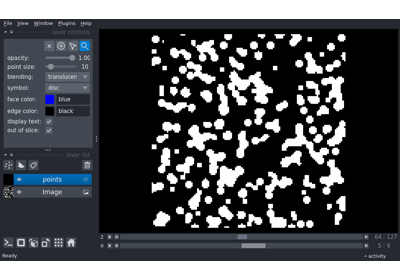 File View Window Plugins Help
layer controls
opacity: 1.00
point size: 10
blending: translucen
symbol: disc
face color: blue
edge color: black
display text:
out of slice:
layer list
points
Image
2 64 127
0 5 9
Ready
activity